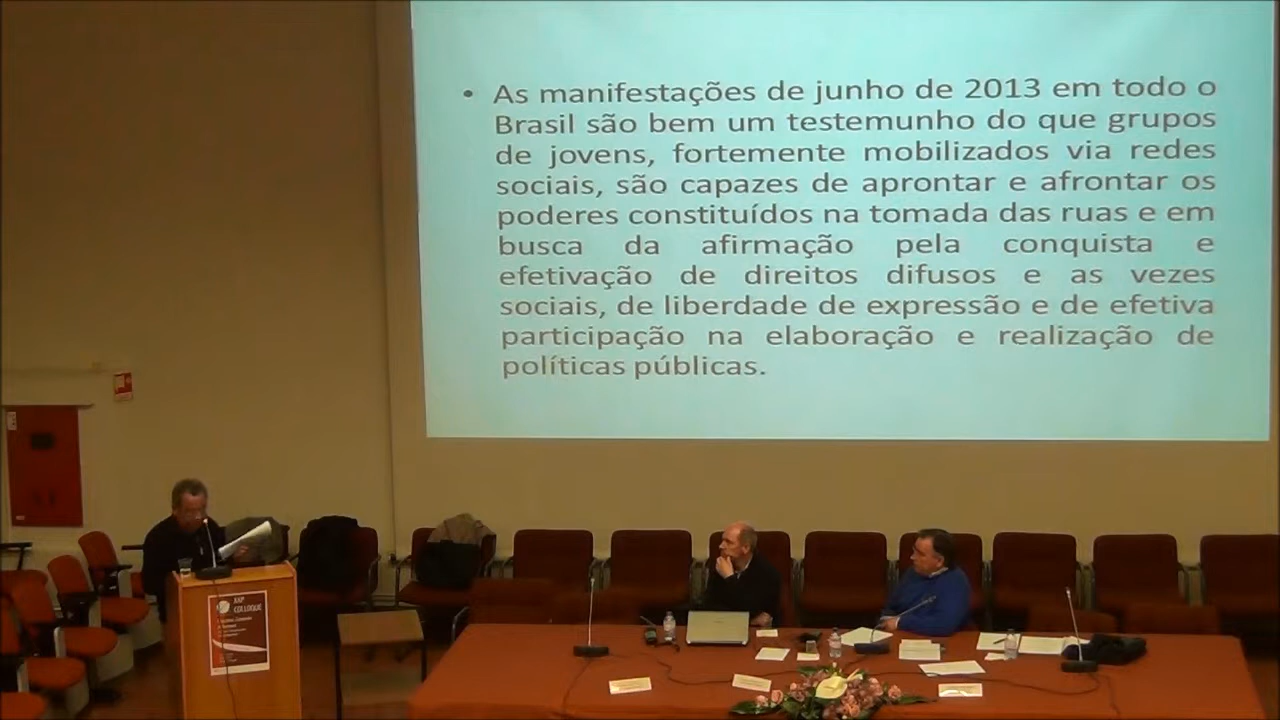 • As manifestações de junho de 2013 em todo o
Brasil são bem um testemunho do que grupos
de jovens, fortemente mobilizados via redes
sociais, são capazes de aprontar e afrontar os
poderes constituídos na tomada das ruas e em
busca da afirmação pela conquista e
efetivação de direitos difusos e as vezes
sociais, de liberdade de expressão e de efetiva
participação na elaboração e realização de
políticas públicas.
COLLOQUE